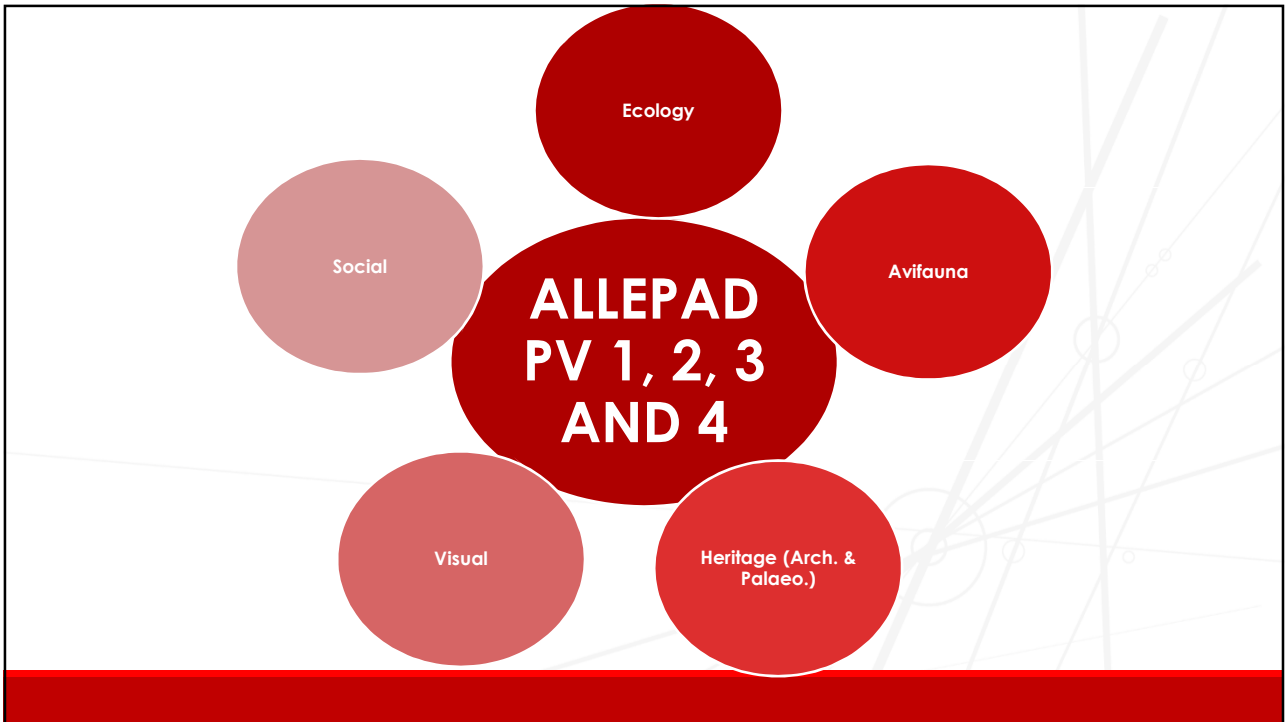 Ecology
Social
Avifauna
ALLEPAD
PV 1, 2, 3
AND 4
Visual
Heritage (Arch. &
Palaeo.)